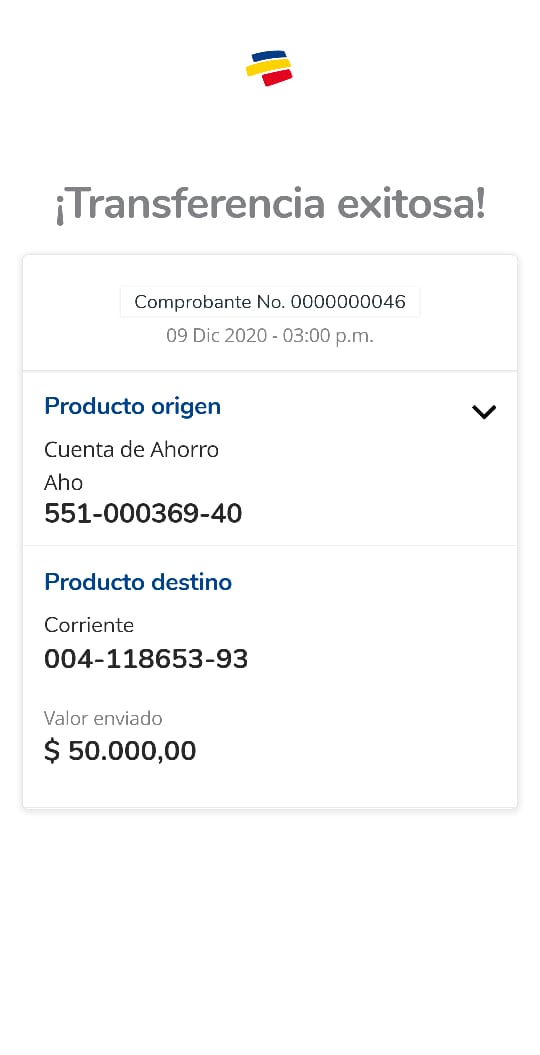 ¡Transferencia exitosa!
Comprobante No. 0000000046
09 Dic 2020 - 03:00 p.m.
Producto origen
Cuenta de Ahorro
Aho
551-000369-40
Producto destino
Corriente
004-118653-93
Valor enviado
$ 50.000,00